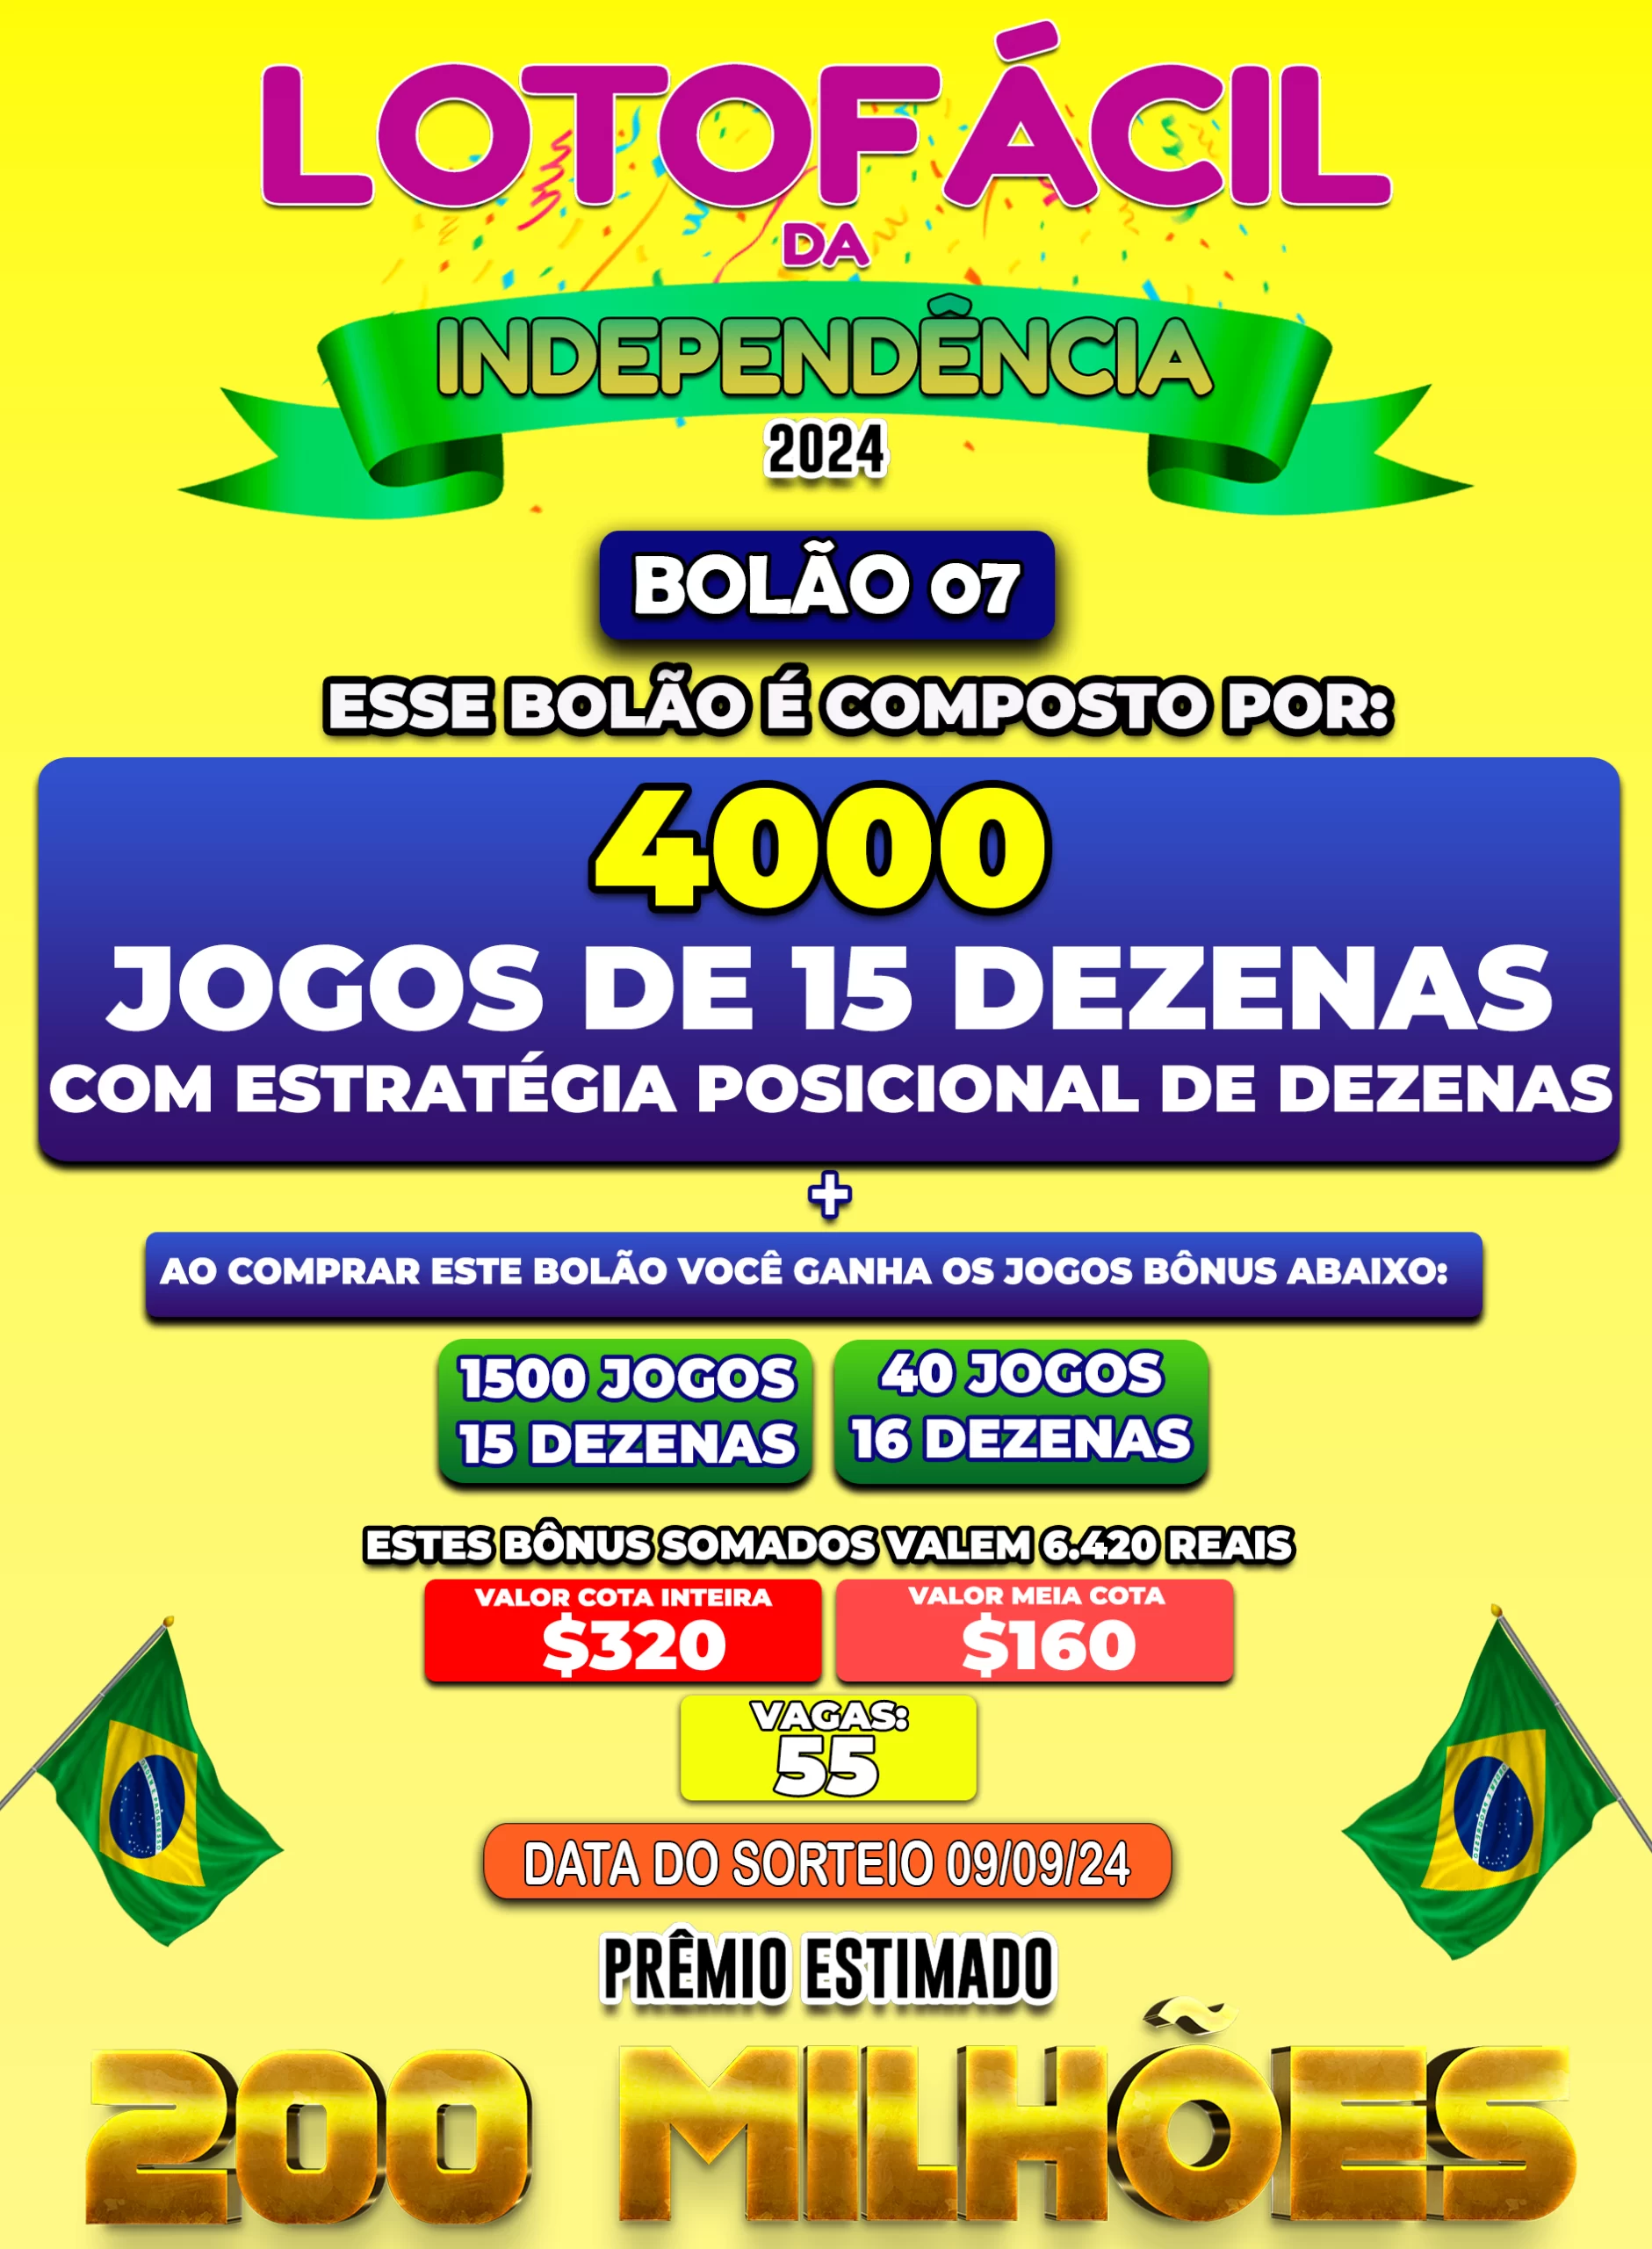 LOTOFÁCIL
DA
INDEPENDÊNCIA
2024
BOLÃO 07
ESSE BOLÃO É COMPOSTO POR:
4000
JOGOS DE 15 DEZENAS
COM ESTRATÉGIA POSICIONAL DE DEZENAS
+
AO COMPRAR ESTE BOLÃO VOCÊ GANHA OS JOGOS BÔNUS ABAIXO:
1500 JOGOS
15 DEZENAS
40 JOGOS
16 DEZENAS
ESTES BÔNUS SOMADOS VALEM 6.420 REAIS
VALOR COTA INTEIRA
$320
VALOR MEIA COTA
$160
VAGAS:
55
DATA DO SORTEIO 09/09/24
PRÊMIO ESTIMADO
200 MILHÕES